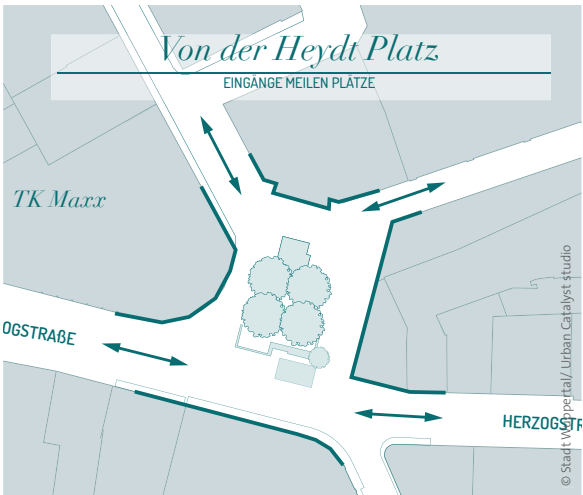 Von der Heydt Platz
EINGÄNGE MEILEN PLÄTZE
TK Maxx
OGSTRAßE
HERZOGSTR
© Stadt Wuppertal/ Urban Catalyst studio